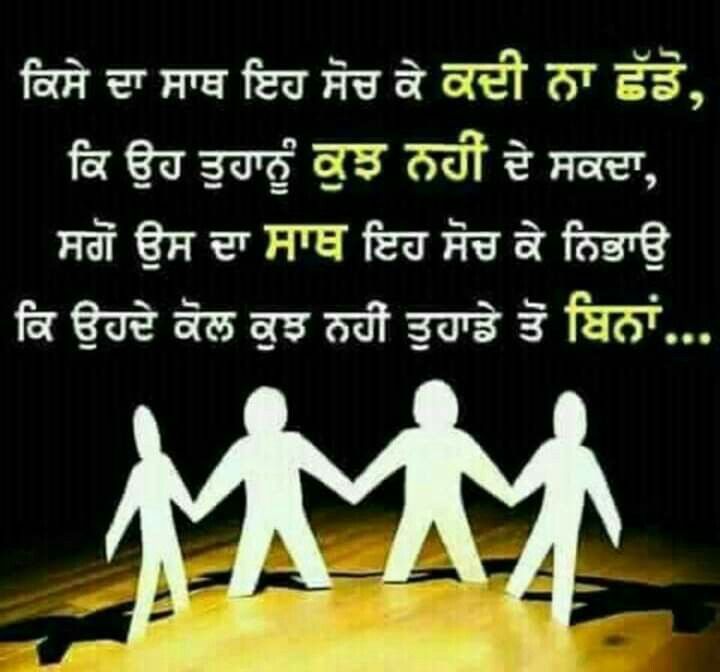 ਕਿਸੇ ਦਾ ਸਾਥ ਇਹ ਸੋਚ ਕੇ ਕਦੀ ਨਾ ਛੱਡੋ,
ਕਿ ਉਹ ਤੁਹਾਨੂੰ ਕੁਝ ਨਹੀਂ ਦੇ ਸਕਦਾ,
ਸਗੋਂ ਉਸ ਦਾ ਸਾਥ ਇਹ ਸੋਚ ਕੇ ਨਿਭਾਉ
ਕਿ ਉਹਦੇ ਕੋਲ ਕੁਝ ਨਹੀਂ ਤੁਹਾਡੇ ਤੋਂ ਬਿਨਾਂ...